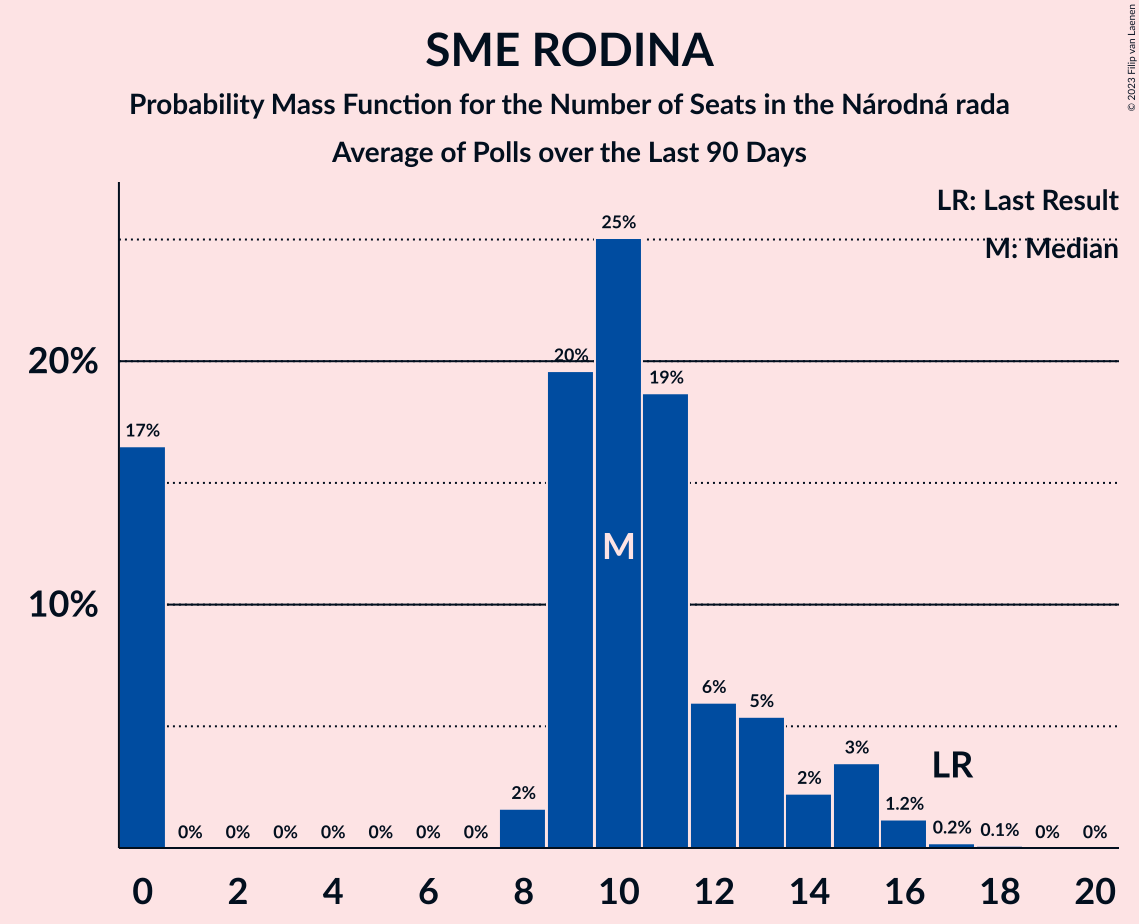 SME RODINA
Probability Mass Function for the Number of Seats in the Národná rada
Average of Polls over the Last 90 Days
© 2023 Filip van Laenen
LR: Last Result
M: Median
25%
20%
20%
19%
17%
M
10%
6%
5%
3%
LR
2%
2%
1.2%
0.2%
0.1%
0% 0% 0% 0% 0% 0% 0% 0% 0%
0 2 4 6 8 10 12 14 16 18 20